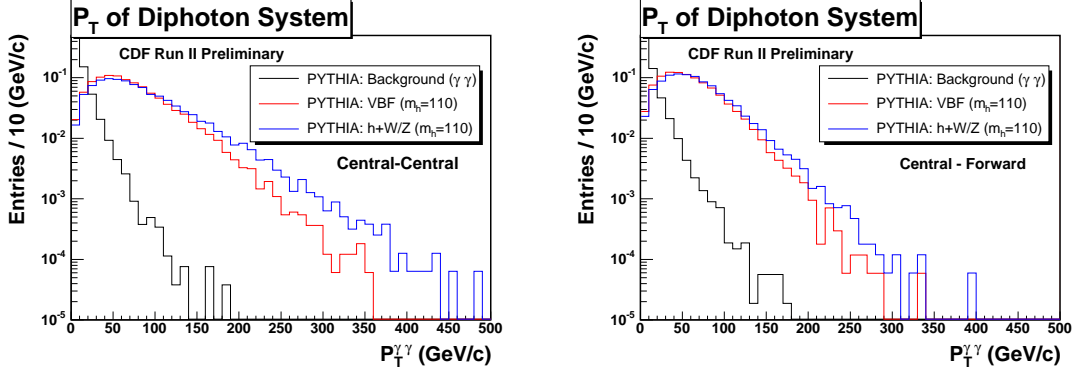 P_T of Diphoton System
CDF Run II Preliminary
PYTHIA: Background (γ γ)
PYTHIA: VBF (m_h=110)
PYTHIA: h+W/Z (m_h=110)
Central-Central
Entries / 10 (GeV/c)
10^-1
10^-2
10^-3
10^-4
10^-5
0 50 100 150 200 250 300 350 400 450 500
P_T^γ γ (GeV/c)
P_T of Diphoton System
CDF Run II Preliminary
PYTHIA: Background (γ γ)
PYTHIA: VBF (m_h=110)
PYTHIA: h+W/Z (m_h=110)
Central - Forward
Entries / 10 (GeV/c)
10^-1
10^-2
10^-3
10^-4
10^-5
0 50 100 150 200 250 300 350 400 450 500
P_T^γ γ (GeV/c)